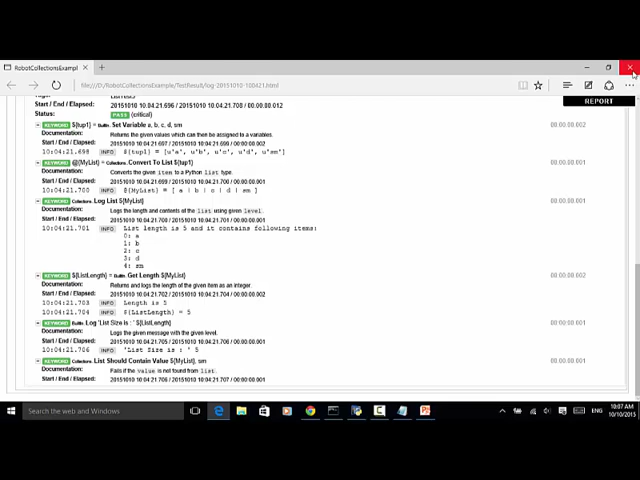 RobotCollectionsExampl
file:///D:/RobotCollectionsExample/TestResult/log-20151010-100421.html
REPORT
Start / End / Elapsed: 20151010 10:04:21.696 / 20151010 10:04:21.708 / 00:00:00.012
Status: PASS (critical)
KEYWORD ${tup1} = BuiltIn. Set Variable a, b, c, d, sm 00:00:00.002
Documentation: Returns the given values which can then be assigned to a variables.
Start / End / Elapsed: 20151010 10:04:21.697 / 20151010 10:04:21.699 / 00:00:00.002
10:04:21.698 INFO ${tup1} = [u'a', u'b', u'c', u'd', u'sm']
KEYWORD @{MyList} = Collections. Convert To List ${tup1} 00:00:00.001
Documentation: Converts the given item to a Python list type.
Start / End / Elapsed: 20151010 10:04:21.699 / 20151010 10:04:21.700 / 00:00:00.001
10:04:21.700 INFO @{MyList} = [ a | b | c | d | sm ]
KEYWORD Collections. Log List ${MyList} 00:00:00.001
Documentation: Logs the length and contents of the list using given level.
Start / End / Elapsed: 20151010 10:04:21.700 / 20151010 10:04:21.701 / 00:00:00.001
10:04:21.701 INFO List length is 5 and it contains following items:
0: a
1: b
2: c
3: d
4: sm
KEYWORD ${ListLength} = BuiltIn. Get Length ${MyList} 00:00:00.002
Documentation: Returns and logs the length of the given item as an integer.
Start / End / Elapsed: 20151010 10:04:21.702 / 20151010 10:04:21.704 / 00:00:00.002
10:04:21.703 INFO Length is 5
10:04:21.704 INFO ${ListLength} = 5
KEYWORD BuiltIn. Log 'List Size is : ' ${ListLength} 00:00:00.001
Documentation: Logs the given message with the given level.
Start / End / Elapsed: 20151010 10:04:21.705 / 20151010 10:04:21.706 / 00:00:00.001
10:04:21.706 INFO 'List Size is : ' 5
KEYWORD Collections. List Should Contain Value ${MyList}, sm 00:00:00.001
Documentation: Fails if the value is not found from list.
Start / End / Elapsed: 20151010 10:04:21.706 / 20151010 10:04:21.707 / 00:00:00.001
Search the web and Windows
ENG
10:07 AM
10/10/2015